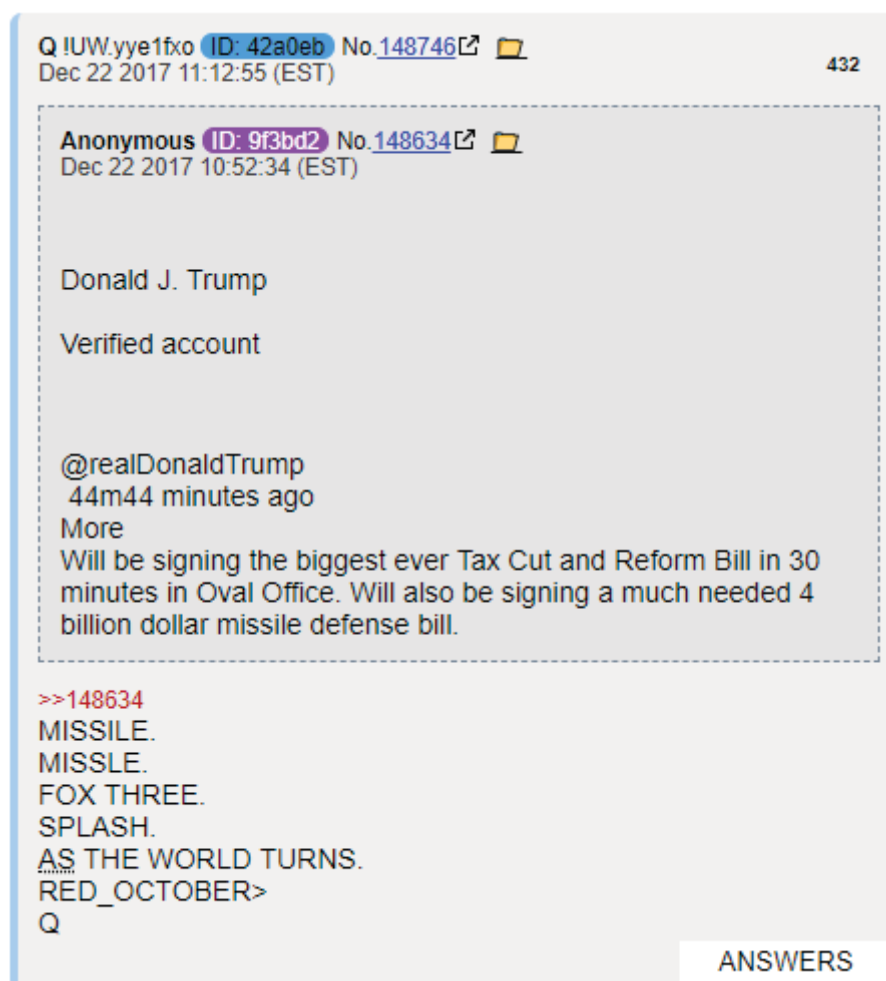 Q !UW.yye1fxo ID: 42a0eb No.148746
Dec 22 2017 11:12:55 (EST)
432
Anonymous ID: 9f3bd2 No.148634
Dec 22 2017 10:52:34 (EST)
Donald J. Trump
Verified account
@realDonaldTrump
44m44 minutes ago
More
Will be signing the biggest ever Tax Cut and Reform Bill in 30
minutes in Oval Office. Will also be signing a much needed 4
billion dollar missile defense bill.
>>148634
MISSILE.
MISSLE.
FOX THREE.
SPLASH.
AS THE WORLD TURNS.
RED_OCTOBER>
Q
ANSWERS